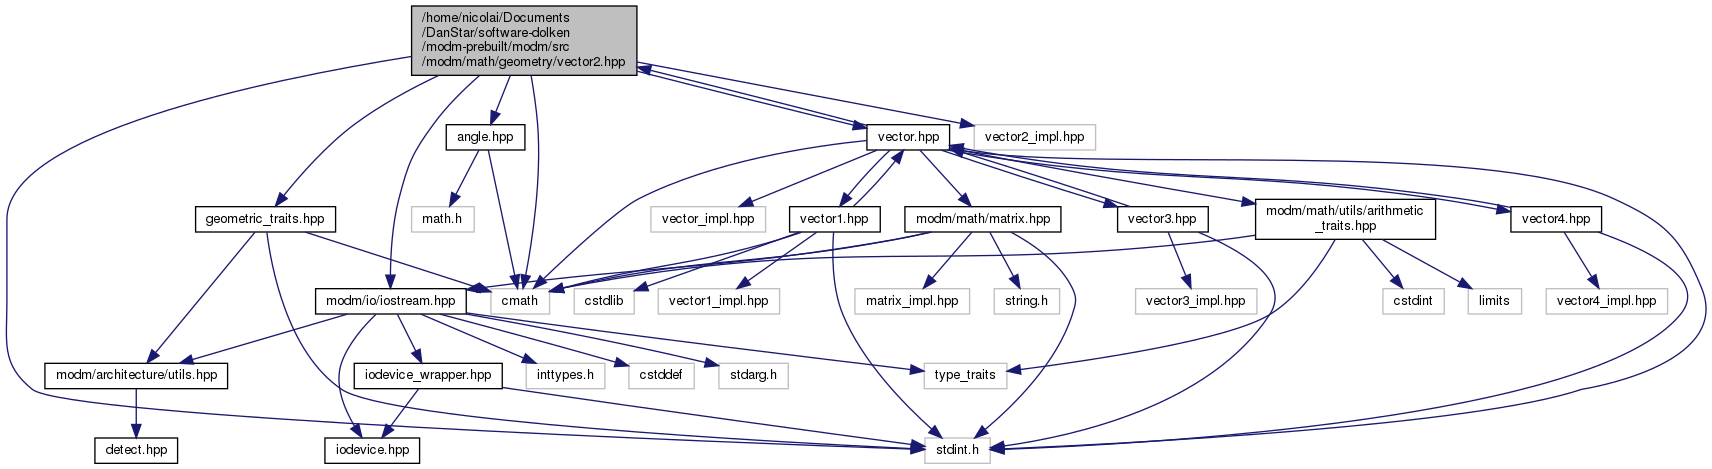 /home/nicolai/Documents
/DanStar/software-dolken
/modm-prebuilt/modm/src
/modm/math/geometry/vector2.hpp
angle.hpp
vector.hpp
vector2_impl.hpp
geometric_traits.hpp
math.h
vector_impl.hpp
vector1.hpp
modm/math/matrix.hpp
vector3.hpp
modm/math/utils/arithmetic
_traits.hpp
vector4.hpp
modm/io/iostream.hpp
cmath
cstdlib
vector1_impl.hpp
matrix_impl.hpp
string.h
vector3_impl.hpp
cstdint
limits
vector4_impl.hpp
modm/architecture/utils.hpp
iodevice_wrapper.hpp
inttypes.h
cstddef
stdarg.h
type_traits
detect.hpp
iodevice.hpp
stdint.h